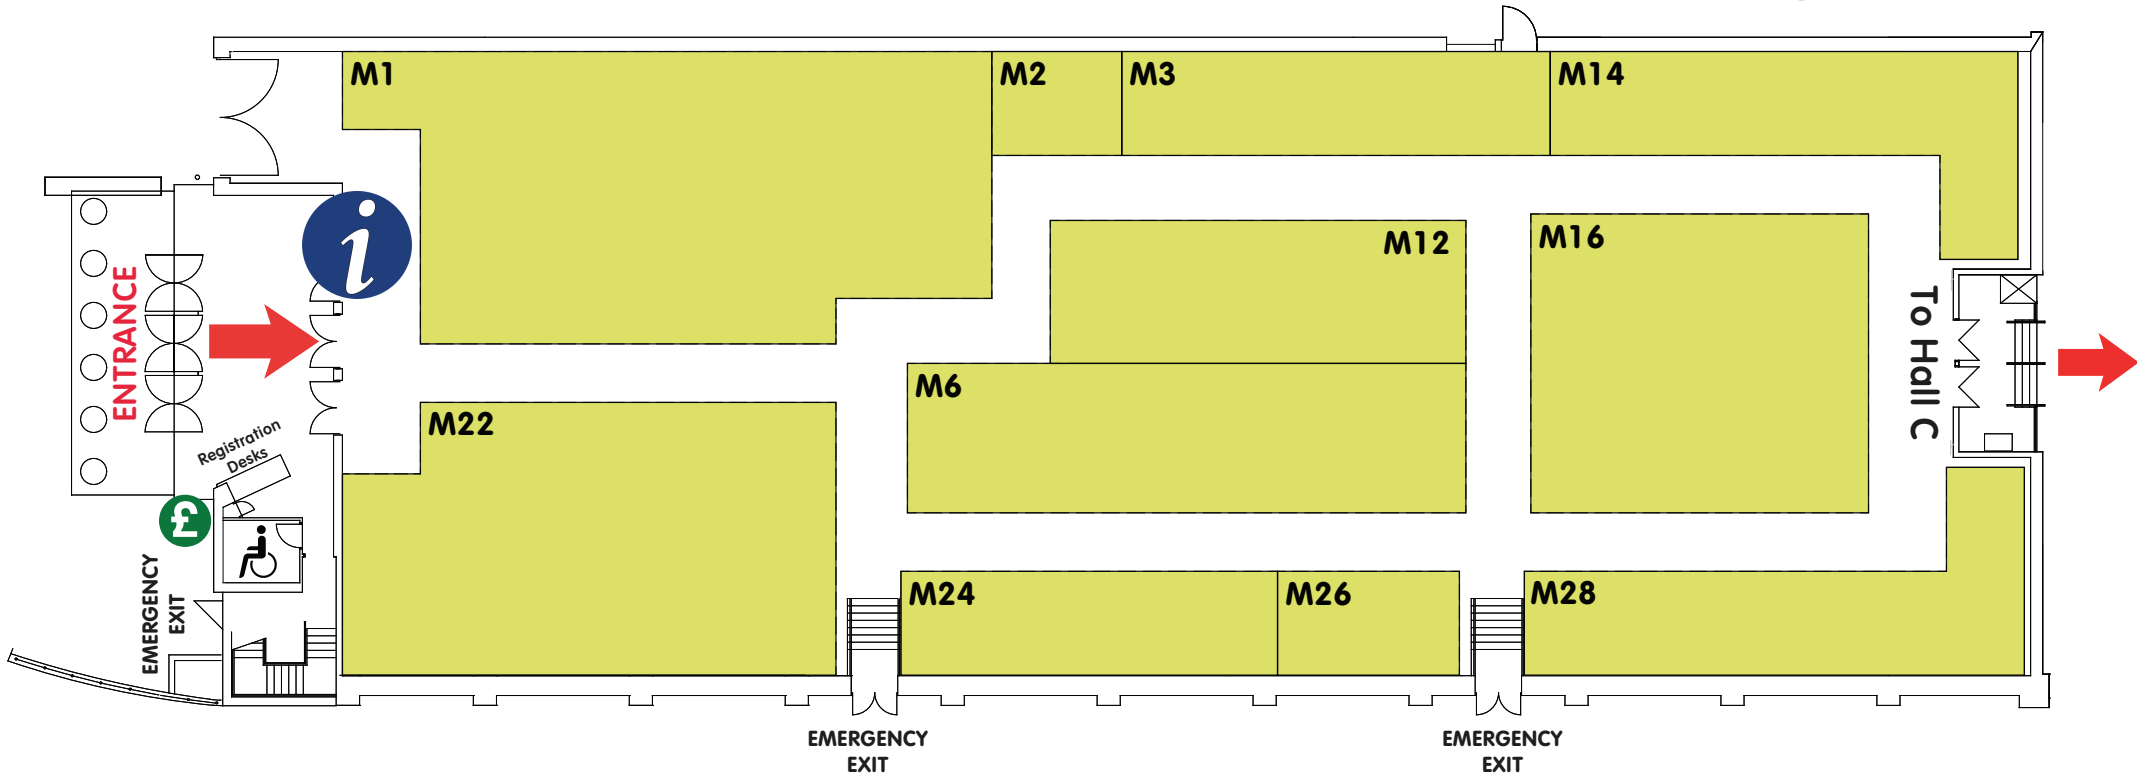 M1
M2
M3
M14
M12
M16
ENTRANCE
i
To Hall C
M6
M22
Registration
Desks
£
EMERGENCY
EXIT
M24
M26
M28
EMERGENCY
EXIT
EMERGENCY
EXIT